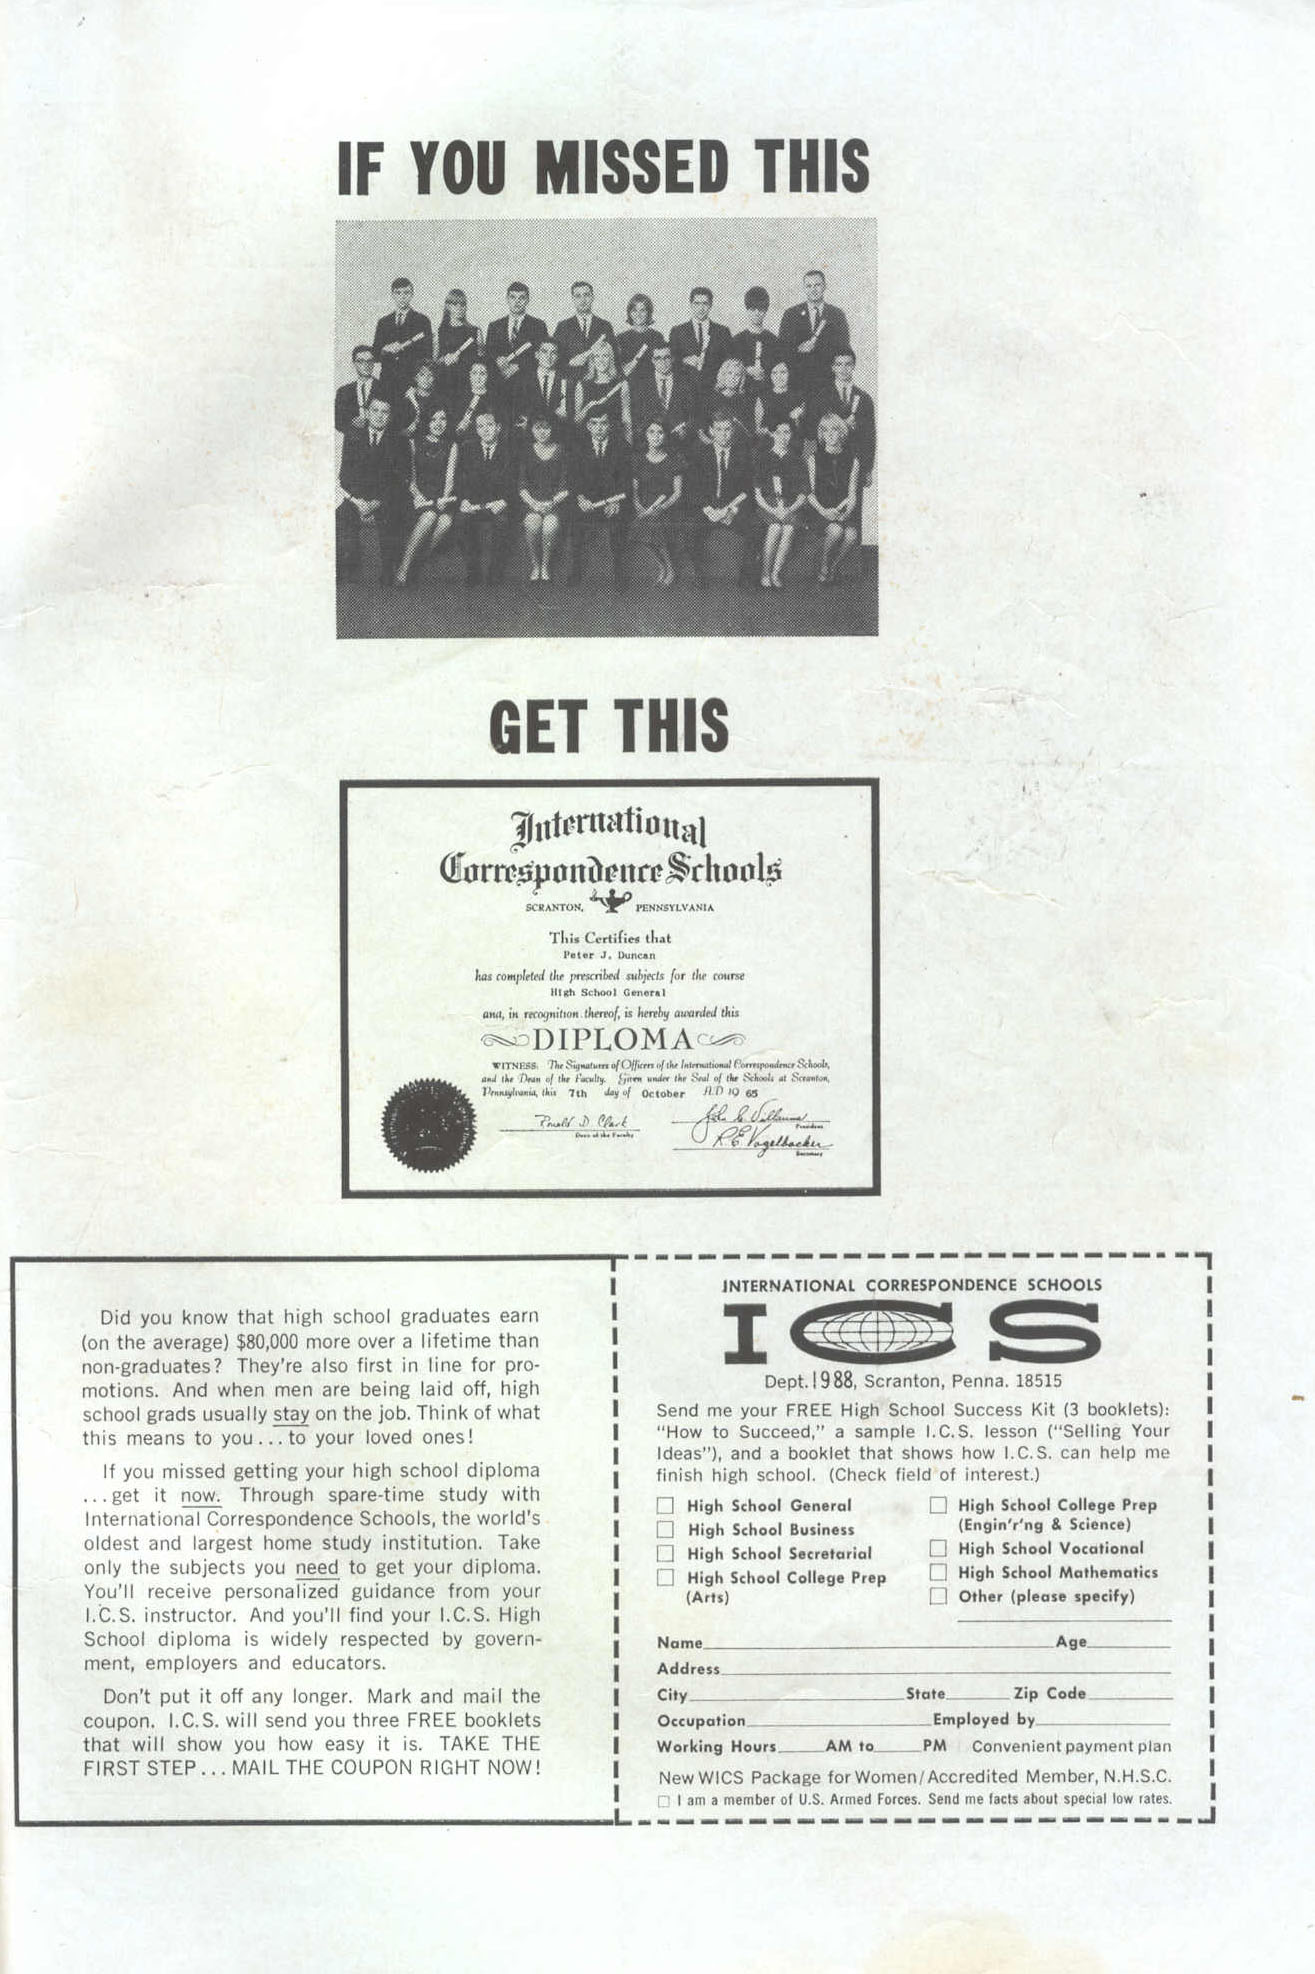 IF YOU MISSED THIS
GET THIS
International
Correspondence Schools
SCRANTON, PENNSYLVANIA
This Certifies that
Peter J. Duncan
has completed the prescribed subjects for the course
High School General
and, in recognition thereof, is hereby awarded this
DIPLOMA
WITNESS: The Signatures of Officers of the International Correspondence Schools,
and the Dean of the Faculty. Given under the Seal of the Schools at Scranton,
Pennsylvania, this 7th day of October A.D. 19 65
Ronald D. Clark
Dean of the Faculty
John C. Villaume
President
R. E. Vogelbacker
Secretary
Did you know that high school graduates earn
(on the average) $80,000 more over a lifetime than
non-graduates? They're also first in line for pro-
motions. And when men are being laid off, high
school grads usually stay on the job. Think of what
this means to you...to your loved ones!
If you missed getting your high school diploma
...get it now. Through spare-time study with
International Correspondence Schools, the world's
oldest and largest home study institution. Take
only the subjects you need to get your diploma.
You'll receive personalized guidance from your
I.C.S. instructor. And you'll find your I.C.S. High
School diploma is widely respected by govern-
ment, employers and educators.
Don't put it off any longer. Mark and mail the
coupon. I.C.S. will send you three FREE booklets
that will show you how easy it is. TAKE THE
FIRST STEP... MAIL THE COUPON RIGHT NOW!
INTERNATIONAL CORRESPONDENCE SCHOOLS
ICS
Dept. 1988, Scranton, Penna. 18515
Send me your FREE High School Success Kit (3 booklets):
"How to Succeed," a sample I.C.S. lesson ("Selling Your
Ideas"), and a booklet that shows how I.C.S. can help me
finish high school. (Check field of interest.)
High School General
High School Business
High School Secretarial
High School College Prep
(Arts)
High School College Prep
(Engin'r'ng & Science)
High School Vocational
High School Mathematics
Other (please specify)
Name Age
Address
City State Zip Code
Occupation Employed by
Working Hours AM to PM Convenient payment plan
New WICS Package for Women/Accredited Member, N.H.S.C.
I am a member of U.S. Armed Forces. Send me facts about special low rates.